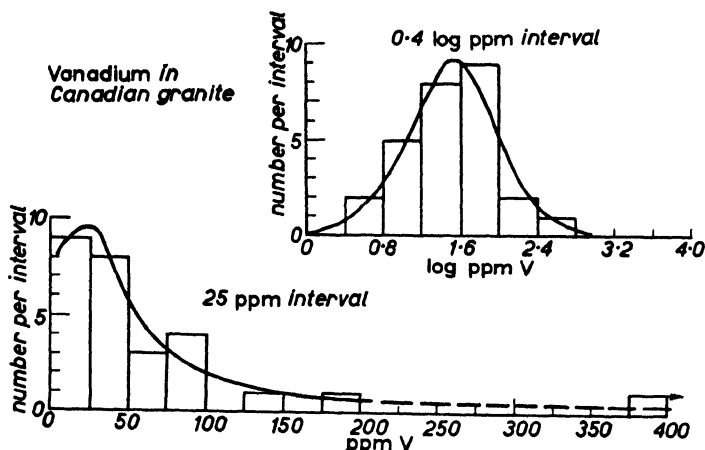 Vanadium in
Canadian granite
0·4 log ppm interval
number per interval
10
5
0
0 0·8 1·6 2·4 3·2 4·0
log ppm V
number per interval
10
5
0
25 ppm interval
0 50 100 150 200 250 300 350 400
ppm V